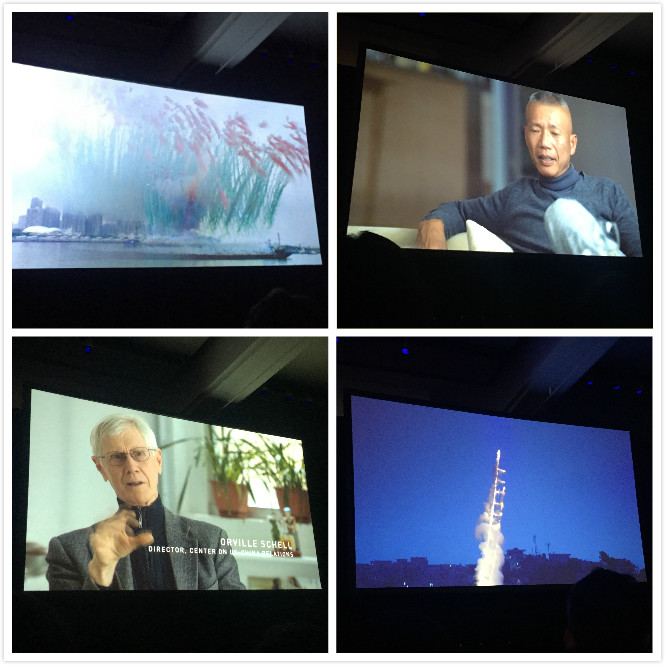 ORVILLE SCHELL
DIRECTOR, CENTER ON US-CHINA RELATIONS